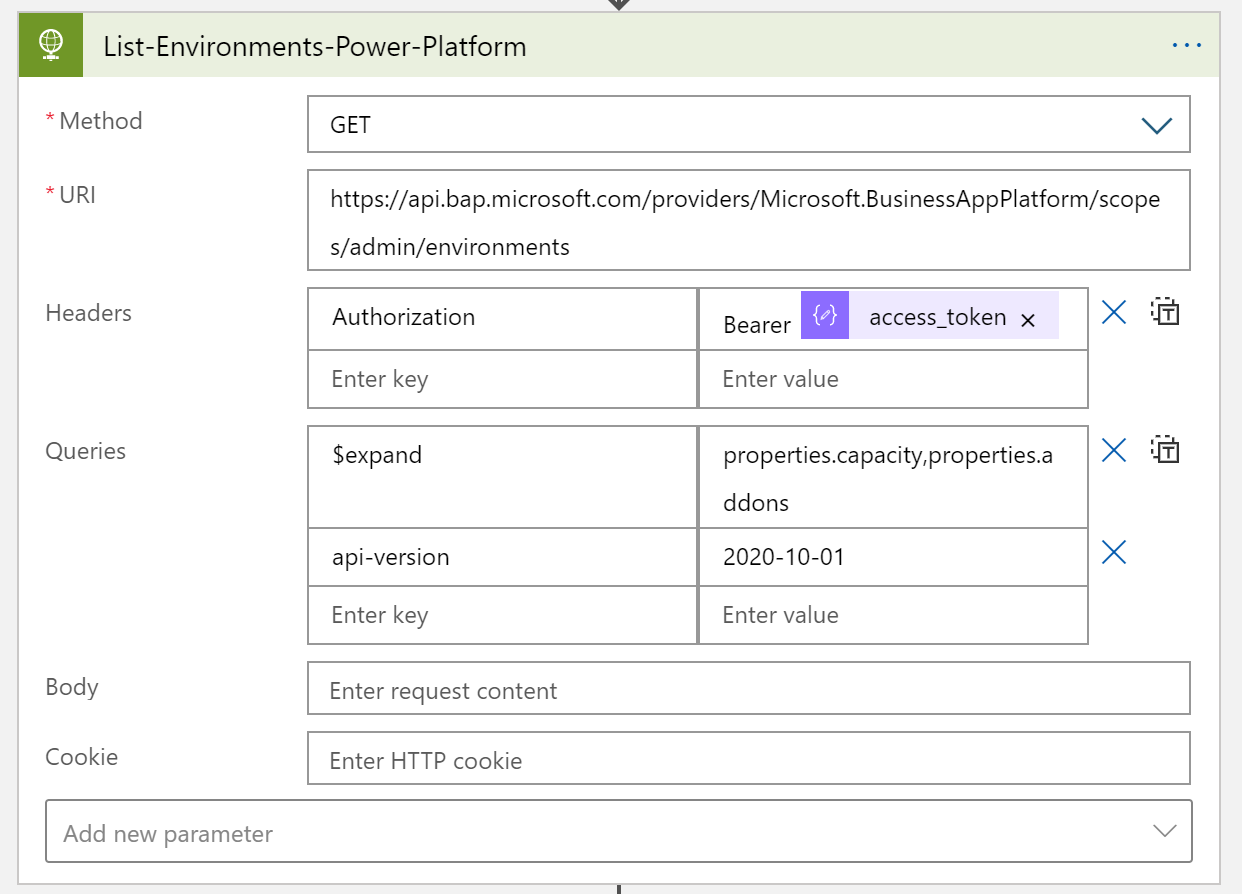 List-Environments-Power-Platform
* Method
GET
* URI
https://api.bap.microsoft.com/providers/Microsoft.BusinessAppPlatform/scope
s/admin/environments
Headers
Authorization
Bearer access_token
Enter key
Enter value
Queries
$expand
properties.capacity,properties.a
ddons
api-version
2020-10-01
Enter key
Enter value
Body
Enter request content
Cookie
Enter HTTP cookie
Add new parameter